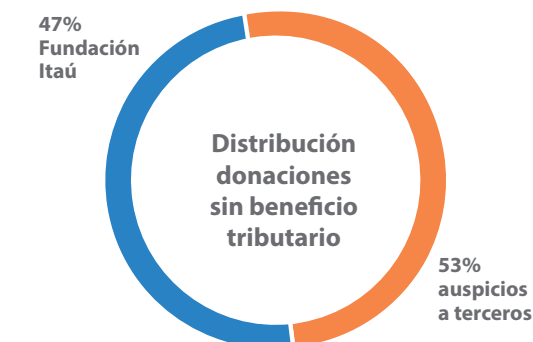 47%
Fundación
Itaú
Distribución
donaciones
sin beneficio
tributario
53%
auspicios
a terceros